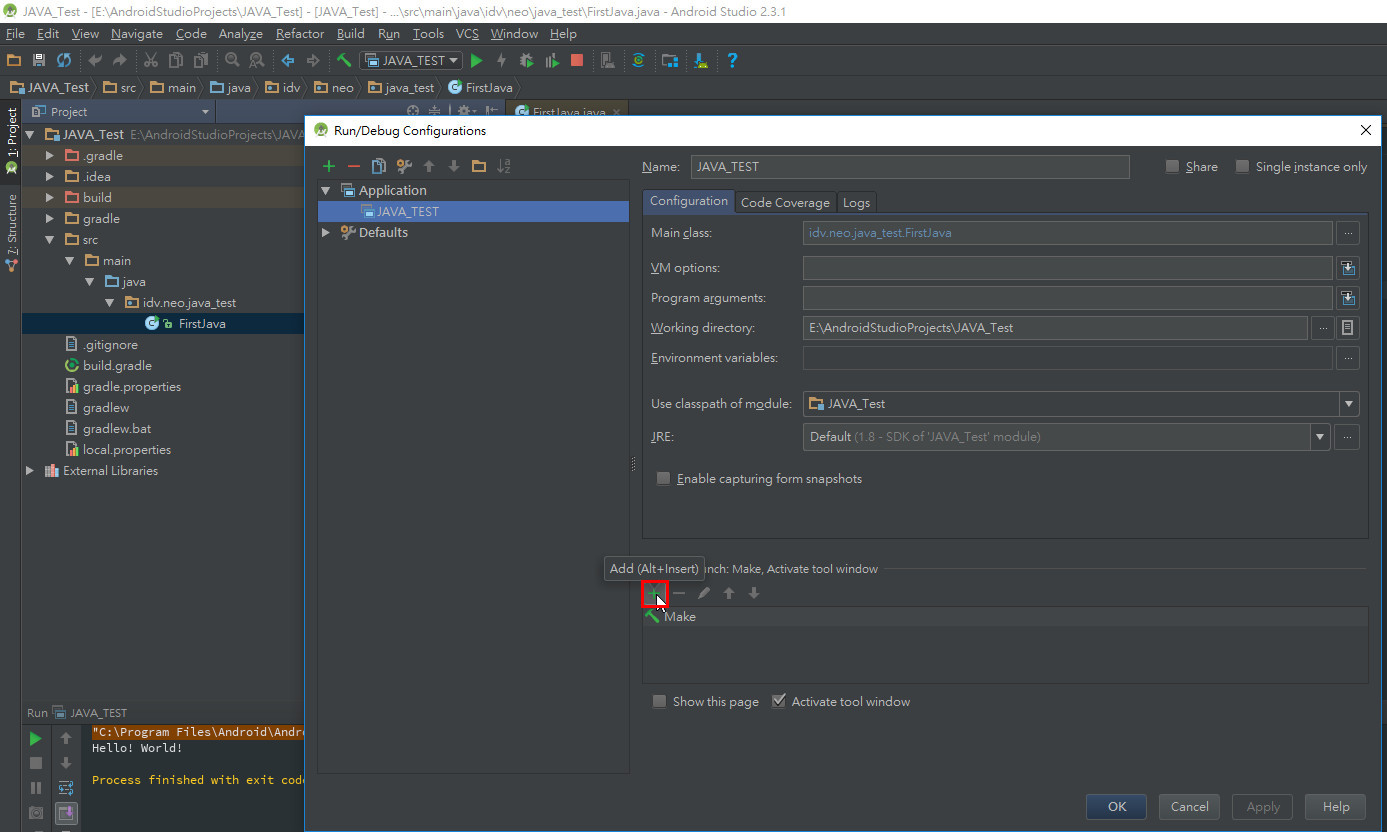 JAVA_Test - [E:\AndroidStudioProjects\JAVA_Test] - [JAVA_Test] - ...\src\main\java\idv\neo\java_test\FirstJava.java - Android Studio 2.3.1
File Edit View Navigate Code Analyze Refactor Build Run Tools VCS Window Help
JAVA_TEST
JAVA_Test src main java idv neo java_test FirstJava
1: Project
7: Structure
Project
FirstJava.java
JAVA_Test E:\AndroidStudioProjects\JAVA
.gradle
.idea
build
gradle
src
main
java
idv.neo.java_test
FirstJava
.gitignore
build.gradle
gradle.properties
gradlew
gradlew.bat
local.properties
External Libraries
Run/Debug Configurations
Application
JAVA_TEST
Defaults
Name: JAVA_TEST Share Single instance only
Configuration Code Coverage Logs
Main class: idv.neo.java_test.FirstJava
VM options:
Program arguments:
Working directory: E:\AndroidStudioProjects\JAVA_Test
Environment variables:
Use classpath of module: JAVA_Test
JRE: Default (1.8 - SDK of 'JAVA_Test' module)
Enable capturing form snapshots
Add (Alt+Insert) unch: Make, Activate tool window
Make
Show this page Activate tool window
OK Cancel Apply Help
Run JAVA_TEST
"C:\Program Files\Android\Andr
Hello! World!
Process finished with exit code